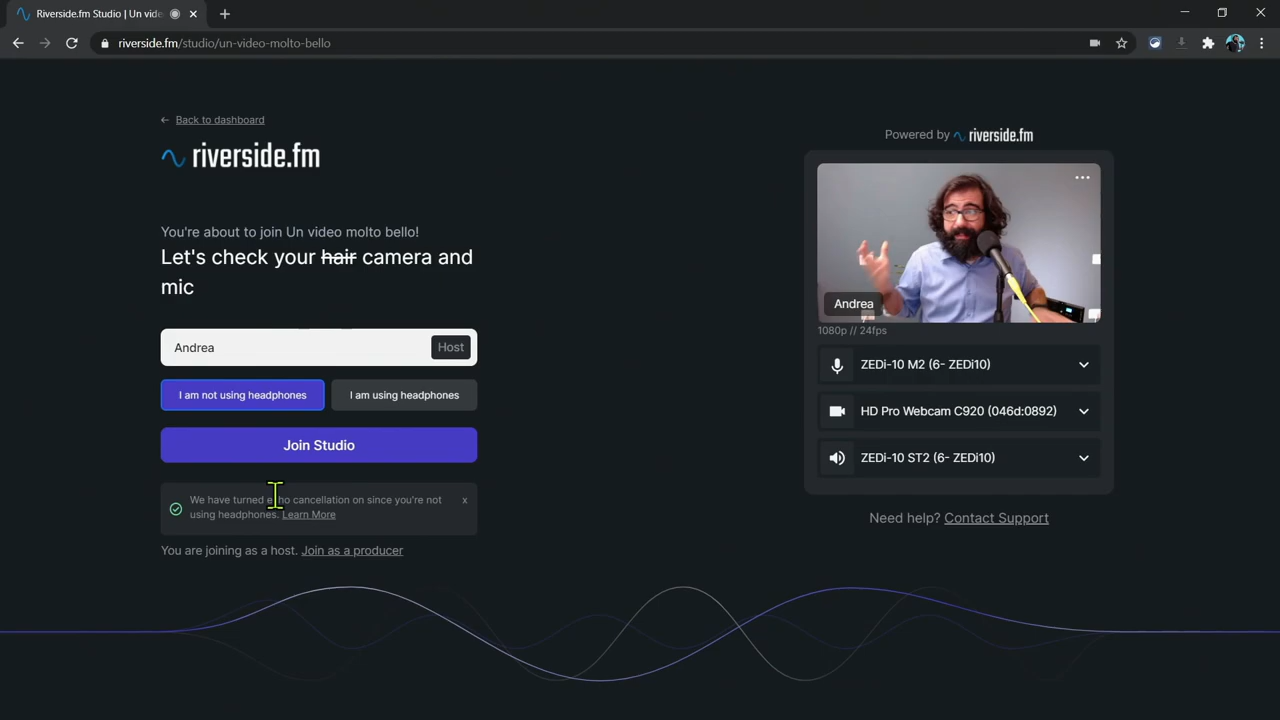 Riverside.fm Studio | Un vide
riverside.fm/studio/un-video-molto-bello
← Back to dashboard
riverside.fm
You're about to join Un video molto bello!
Let's check your hair camera and
mic
Andrea
Host
I am not using headphones
I am using headphones
Join Studio
We have turned echo cancellation on since you're not
using headphones. Learn More
x
You are joining as a host. Join as a producer
Powered by riverside.fm
Andrea
1080p // 24fps
ZEDi-10 M2 (6- ZEDi10)
HD Pro Webcam C920 (046d:0892)
ZEDi-10 ST2 (6- ZEDi10)
Need help? Contact Support